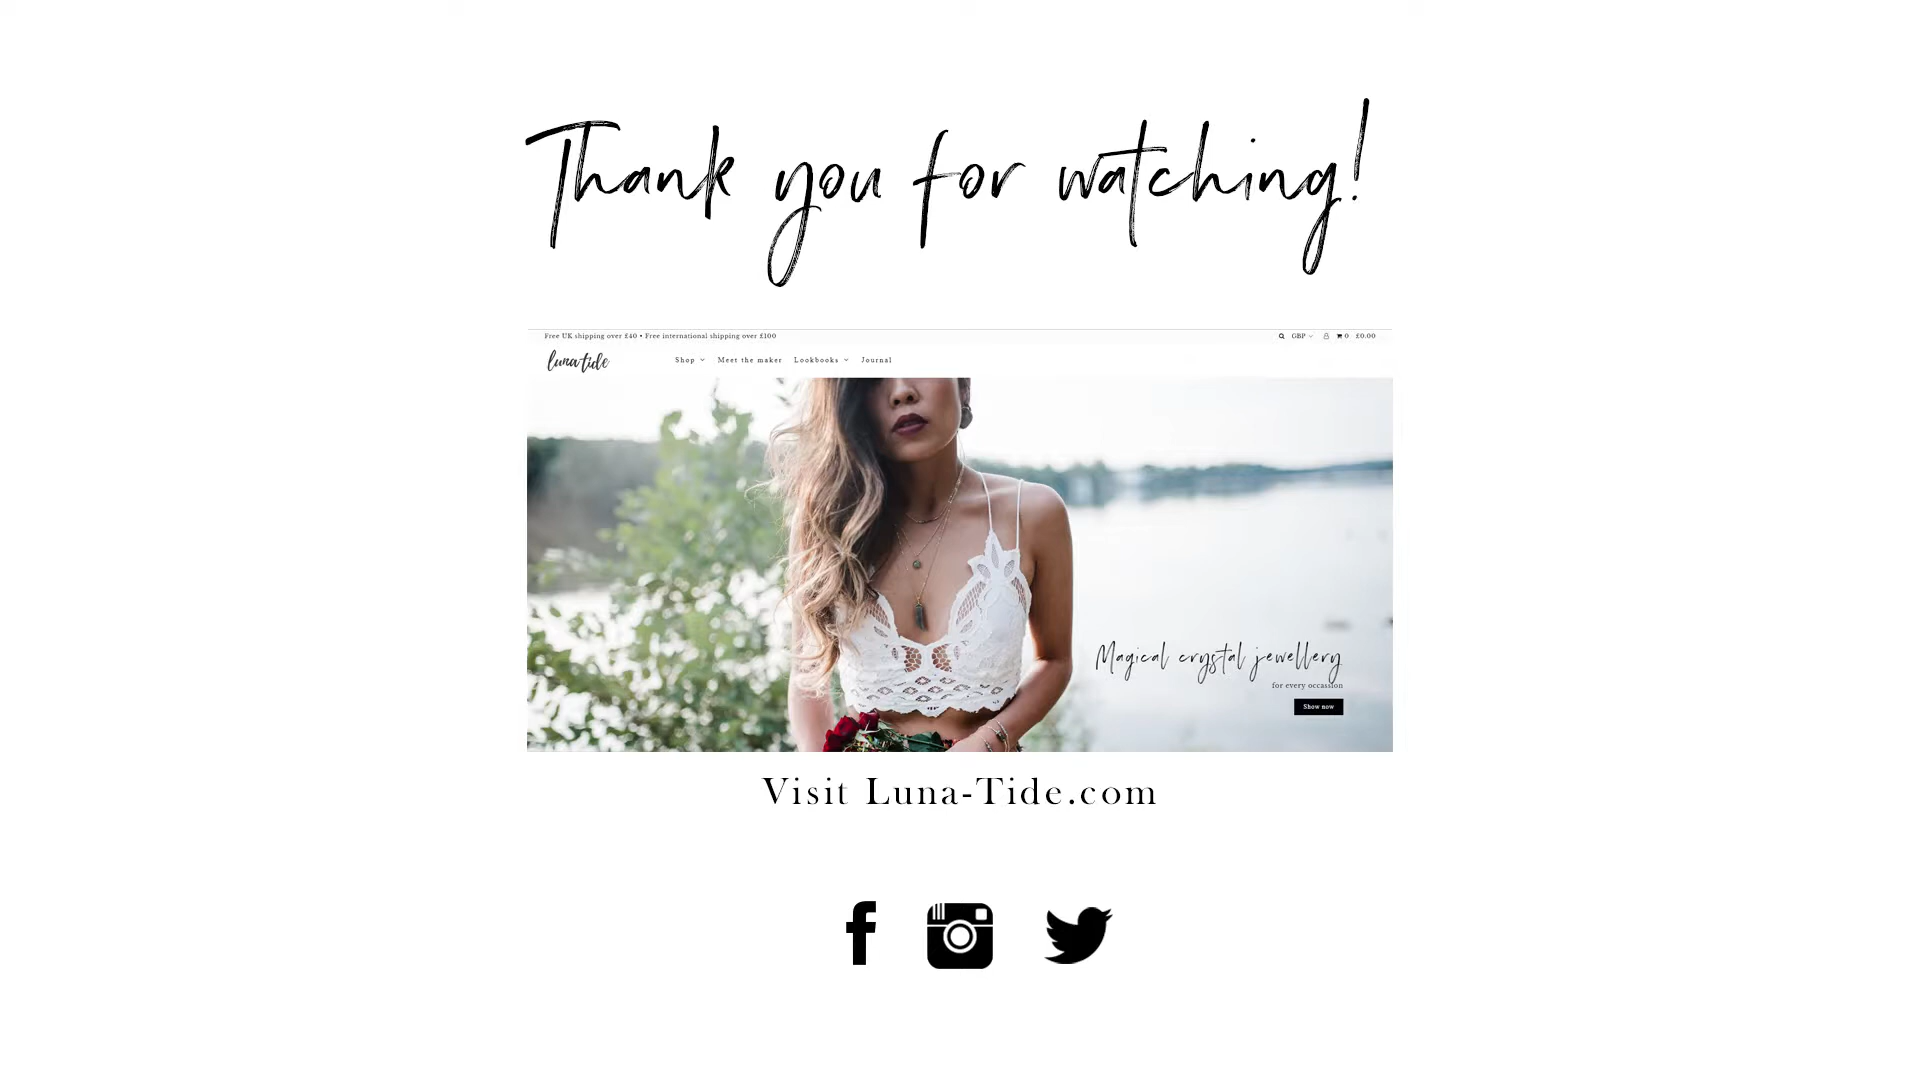 Thank you for watching!
Free UK shipping over £40 • Free international shipping over £100
GBP
0 £0.00
luna-tide
Shop Meet the maker Lookbooks Journal
Magical crystal jewellery
for every occassion
Show now
Visit Luna-Tide.com